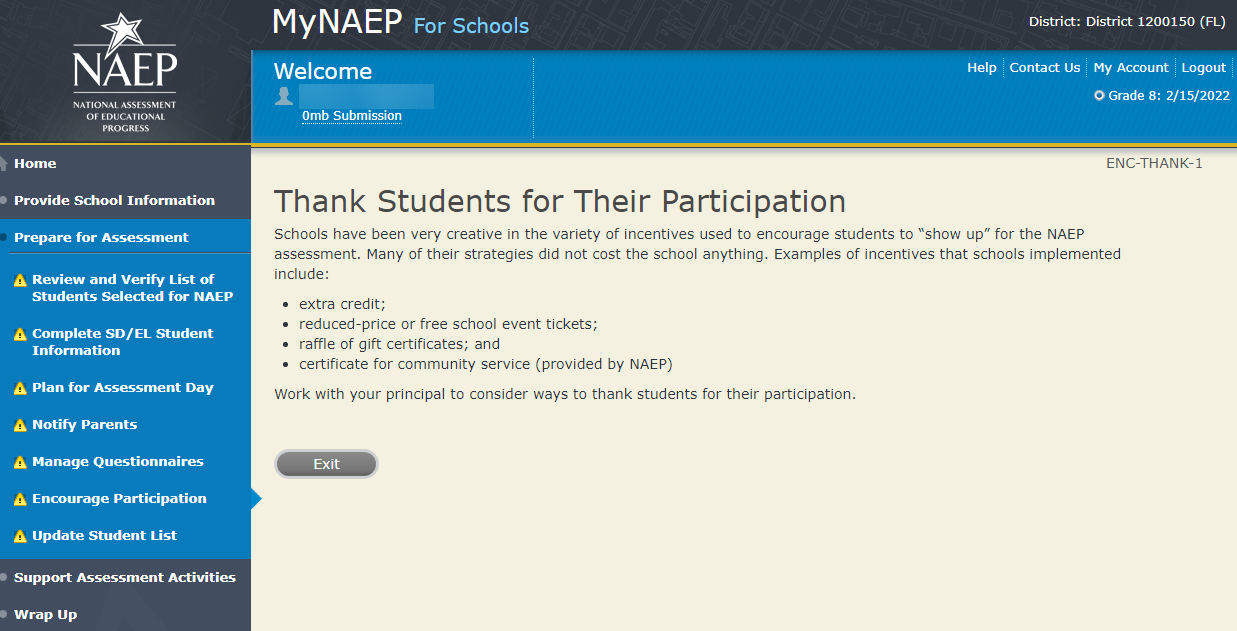 NAEP
NATIONAL ASSESSMENT
OF EDUCATIONAL
PROGRESS
MyNAEP For Schools
District: District 1200150 (FL)
Welcome
0mb Submission
Help
Contact Us
My Account
Logout
Grade 8: 2/15/2022
Home
Provide School Information
Prepare for Assessment
Review and Verify List of
Students Selected for NAEP
Complete SD/EL Student
Information
Plan for Assessment Day
Notify Parents
Manage Questionnaires
Encourage Participation
Update Student List
Support Assessment Activities
Wrap Up
ENC-THANK-1
Thank Students for Their Participation
Schools have been very creative in the variety of incentives used to encourage students to “show up” for the NAEP
assessment. Many of their strategies did not cost the school anything. Examples of incentives that schools implemented
include:
• extra credit;
• reduced-price or free school event tickets;
• raffle of gift certificates; and
• certificate for community service (provided by NAEP)
Work with your principal to consider ways to thank students for their participation.
Exit